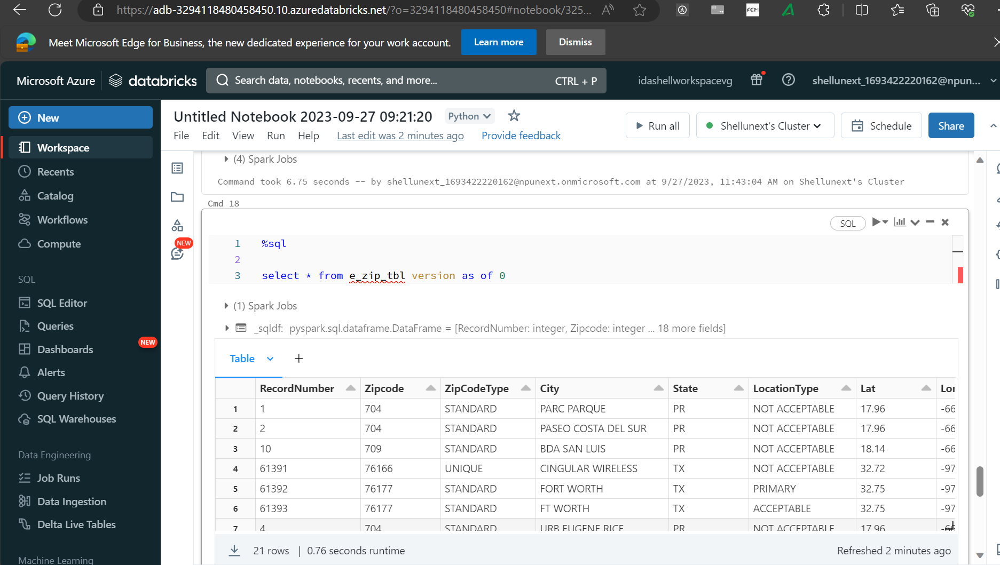 https://adb-3294118480458450.10.azuredatabricks.net/?o=3294118480458450#notebook/325...
Meet Microsoft Edge for Business, the new dedicated experience for your work account. Learn more Dismiss
Microsoft Azure databricks Search data, notebooks, recents, and more... CTRL + P idashellworkspacevg shellunext_1693422220162@npun...
New
Workspace
Recents
Catalog
Workflows
Compute
SQL
SQL Editor
Queries
NEW
Dashboards
Alerts
Query History
SQL Warehouses
Data Engineering
Job Runs
Data Ingestion
Delta Live Tables
Machine Learning
Untitled Notebook 2023-09-27 09:21:20 Python
Run all Shellunext's Cluster Schedule Share
File Edit View Run Help Last edit was 2 minutes ago Provide feedback
NEW
(4) Spark Jobs
Command took 6.75 seconds -- by shellunext_1693422220162@npunext.onmicrosoft.com at 9/27/2023, 11:43:04 AM on Shellunext's Cluster
Cmd 18
SQL
1 %sql
2
3 select * from e_zip_tbl version as of 0
(1) Spark Jobs
_sqldf: pyspark.sql.dataframe.DataFrame = [RecordNumber: integer, Zipcode: integer ... 18 more fields]
Table +
RecordNumber Zipcode ZipCodeType City State LocationType Lat Lon
1 1 704 STANDARD PARC PARQUE PR NOT ACCEPTABLE 17.96 -66
2 2 704 STANDARD PASEO COSTA DEL SUR PR NOT ACCEPTABLE 17.96 -66
3 10 709 STANDARD BDA SAN LUIS PR NOT ACCEPTABLE 18.14 -66
4 61391 76166 UNIQUE CINGULAR WIRELESS TX NOT ACCEPTABLE 32.72 -97
5 61392 76177 STANDARD FORT WORTH TX PRIMARY 32.75 -97
6 61393 76177 STANDARD FT WORTH TX ACCEPTABLE 32.75 -97
7 4 704 STANDARD URB EUGENE RICE PR NOT ACCEPTABLE 17.96 -66
21 rows | 0.76 seconds runtime Refreshed 2 minutes ago